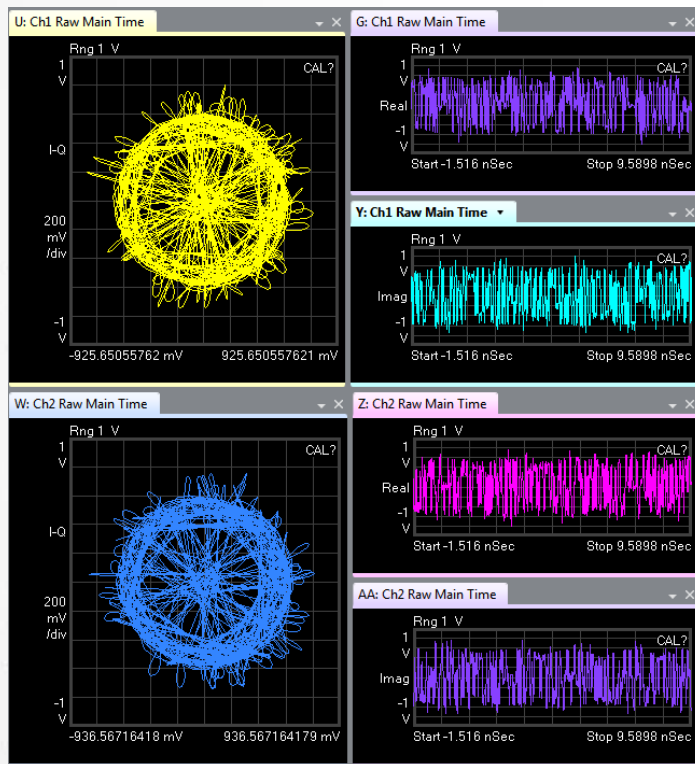 U: Ch1 Raw Main Time
Rng 1 V
CAL?
1
V
I-Q
200
mV
/div
-1
V
-925.65055762 mV
925.650557621 mV
G: Ch1 Raw Main Time
Rng 1 V
CAL?
1
V
Real
-1
V
Start -1.516 nSec
Stop 9.5898 nSec
Y: Ch1 Raw Main Time
Rng 1 V
CAL?
1
V
Imag
-1
V
Start -1.516 nSec
Stop 9.5898 nSec
W: Ch2 Raw Main Time
Rng 1 V
CAL?
1
V
I-Q
200
mV
/div
-1
V
-936.56716418 mV
936.567164179 mV
Z: Ch2 Raw Main Time
Rng 1 V
CAL?
1
V
Real
-1
V
Start -1.516 nSec
Stop 9.5898 nSec
AA: Ch2 Raw Main Time
Rng 1 V
CAL?
1
V
Imag
-1
V
Start -1.516 nSec
Stop 9.5898 nSec